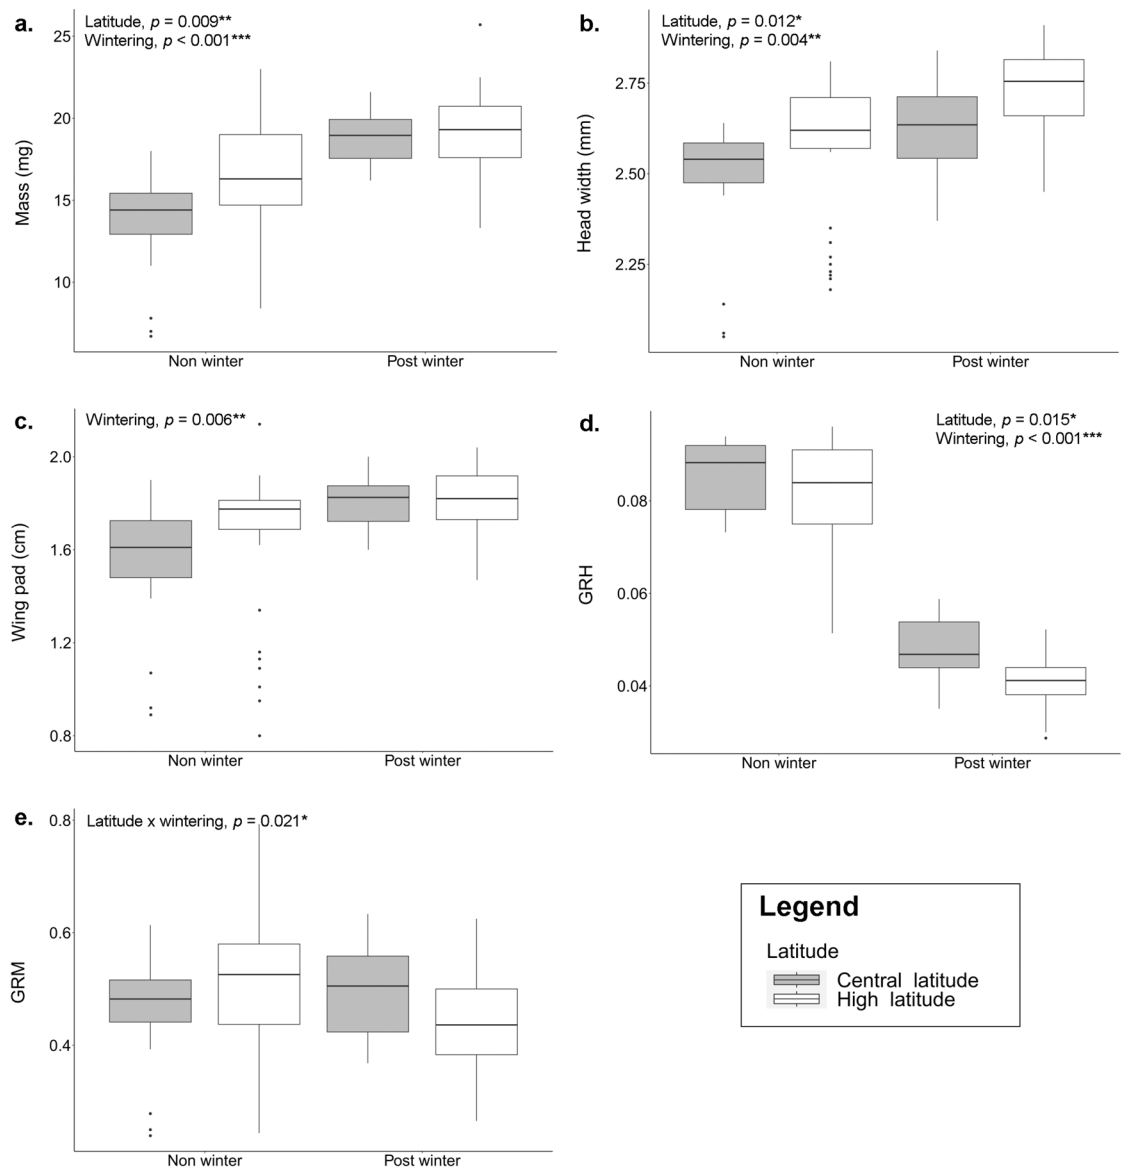 a.
Latitude, p = 0.009**
Wintering, p < 0.001***
Mass (mg)
25
20
15
10
Non winter
Post winter
b.
Latitude, p = 0.012*
Wintering, p = 0.004**
Head width (mm)
2.75
2.50
2.25
Non winter
Post winter
c.
Wintering, p = 0.006**
Wing pad (cm)
2.0
1.6
1.2
0.8
Non winter
Post winter
d.
Latitude, p = 0.015*
Wintering, p < 0.001***
GRH
0.08
0.06
0.04
Non winter
Post winter
e.
Latitude x wintering, p = 0.021*
GRM
0.8
0.6
0.4
Non winter
Post winter
Legend
Latitude
Central latitude
High latitude